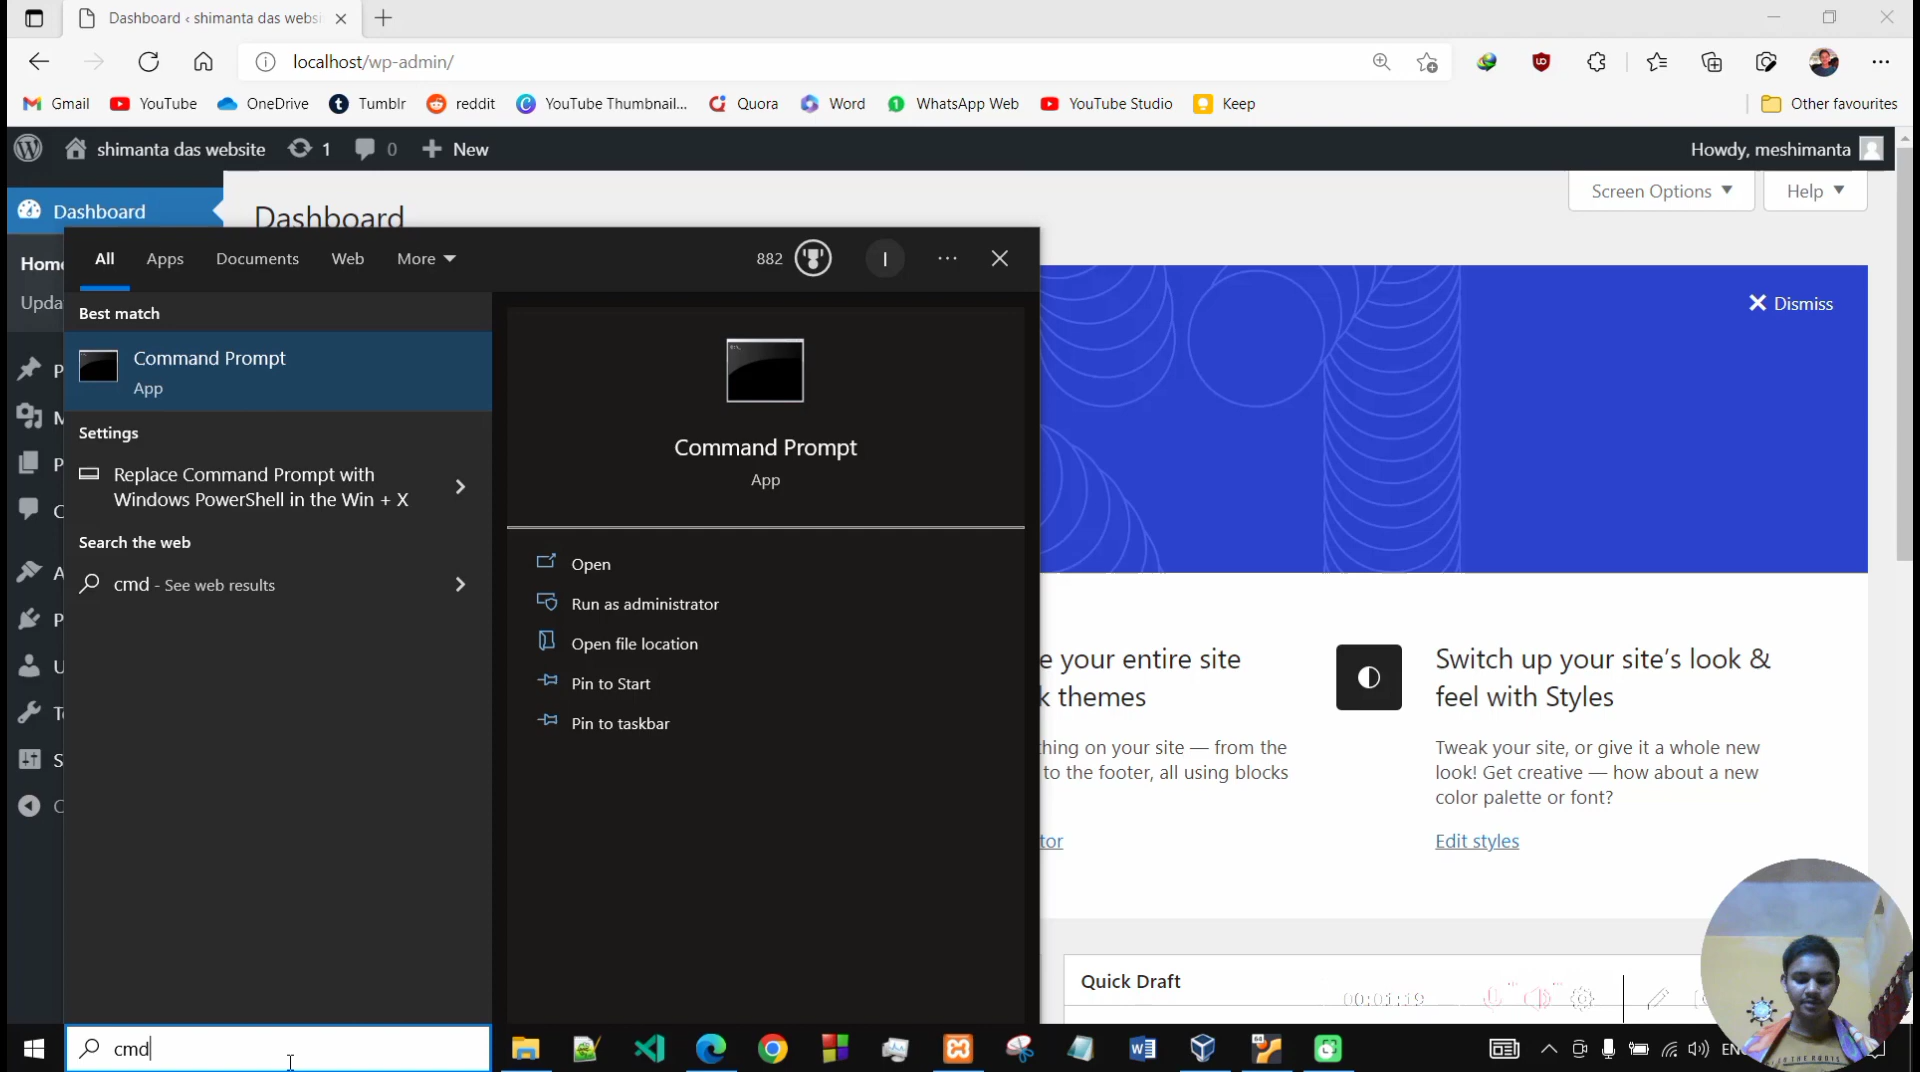 Dashboard ‹ shimanta das websi
localhost/wp-admin/
Gmail YouTube OneDrive Tumblr reddit YouTube Thumbnail... Quora Word WhatsApp Web YouTube Studio Keep Other favourites
shimanta das website 1 0 New Howdy, meshimanta
Screen Options Help
Dashboard
Dashboard
Home
Upda
All Apps Documents Web More 882 I
Best match
Command Prompt
App
Settings
Replace Command Prompt with
Windows PowerShell in the Win + X
Search the web
cmd - See web results
Command Prompt
App
Open
Run as administrator
Open file location
Pin to Start
Pin to taskbar
Dismiss
P
M
P
C
A
P
U
T
S
C
e your entire site
k themes
hing on your site — from the
to the footer, all using blocks
tor
Switch up your site's look &
feel with Styles
Tweak your site, or give it a whole new
look! Get creative — how about a new
color palette or font?
Edit styles
Quick Draft
00:01:19
cmd
EN